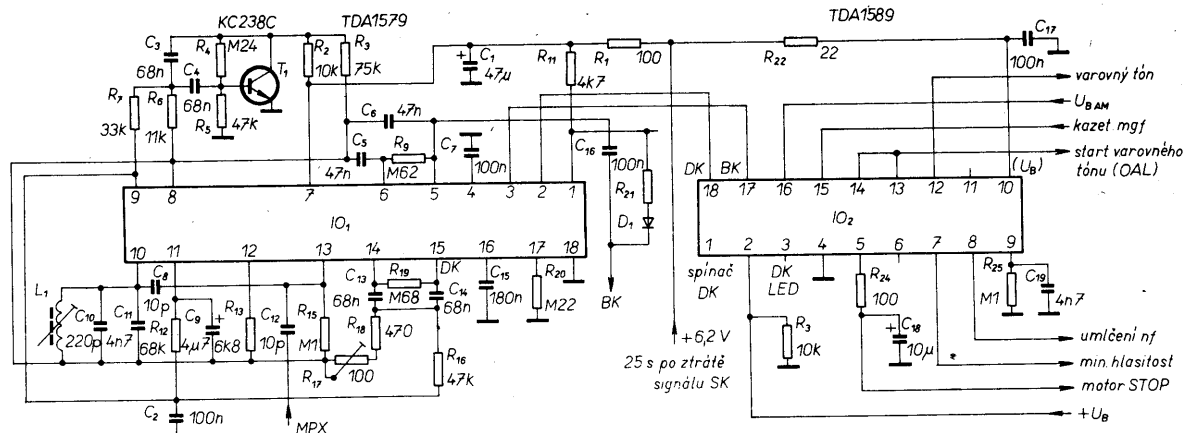 KC238C
TDA1579
TDA1589
C3
68n
R4
M24
C4
68n
R5
47k
T1
R2
10k
R3
75k
R7
33k
R6
11k
C6
47n
C5
47n
R9
M62
C7
100n
C1
47µ
R11
4k7
R1
100
C16
100n
R21
D1
R22
22
C17
100n
varovný tón
UBAM
kazet. mgf
start varovného
tónu (OAL)
DK
BK
(UB)
9
8
7
6
5
4
3
2
1
IO1
10
11
12
13
14
15
16
17
18
DK
18
17
16
15
14
13
12
11
10
IO2
1
2
3
4
5
6
7
8
9
spínač
DK
DK
LED
L1
C10
220p
C11
4n7
C8
10p
R12
68k
C9
4µ7
R13
6k8
C12
10p
R15
M1
C13
68n
R19
M68
C14
68n
R18
470
R17
100
R16
47k
C15
180n
R20
M22
BK
C2
100n
MPX
+6,2 V
25 s po ztrátě
signálu SK
R3
10k
R24
100
C18
10µ
R25
M1
C19
4n7
umlčení nf
min. hlasitost
motor STOP
+UB